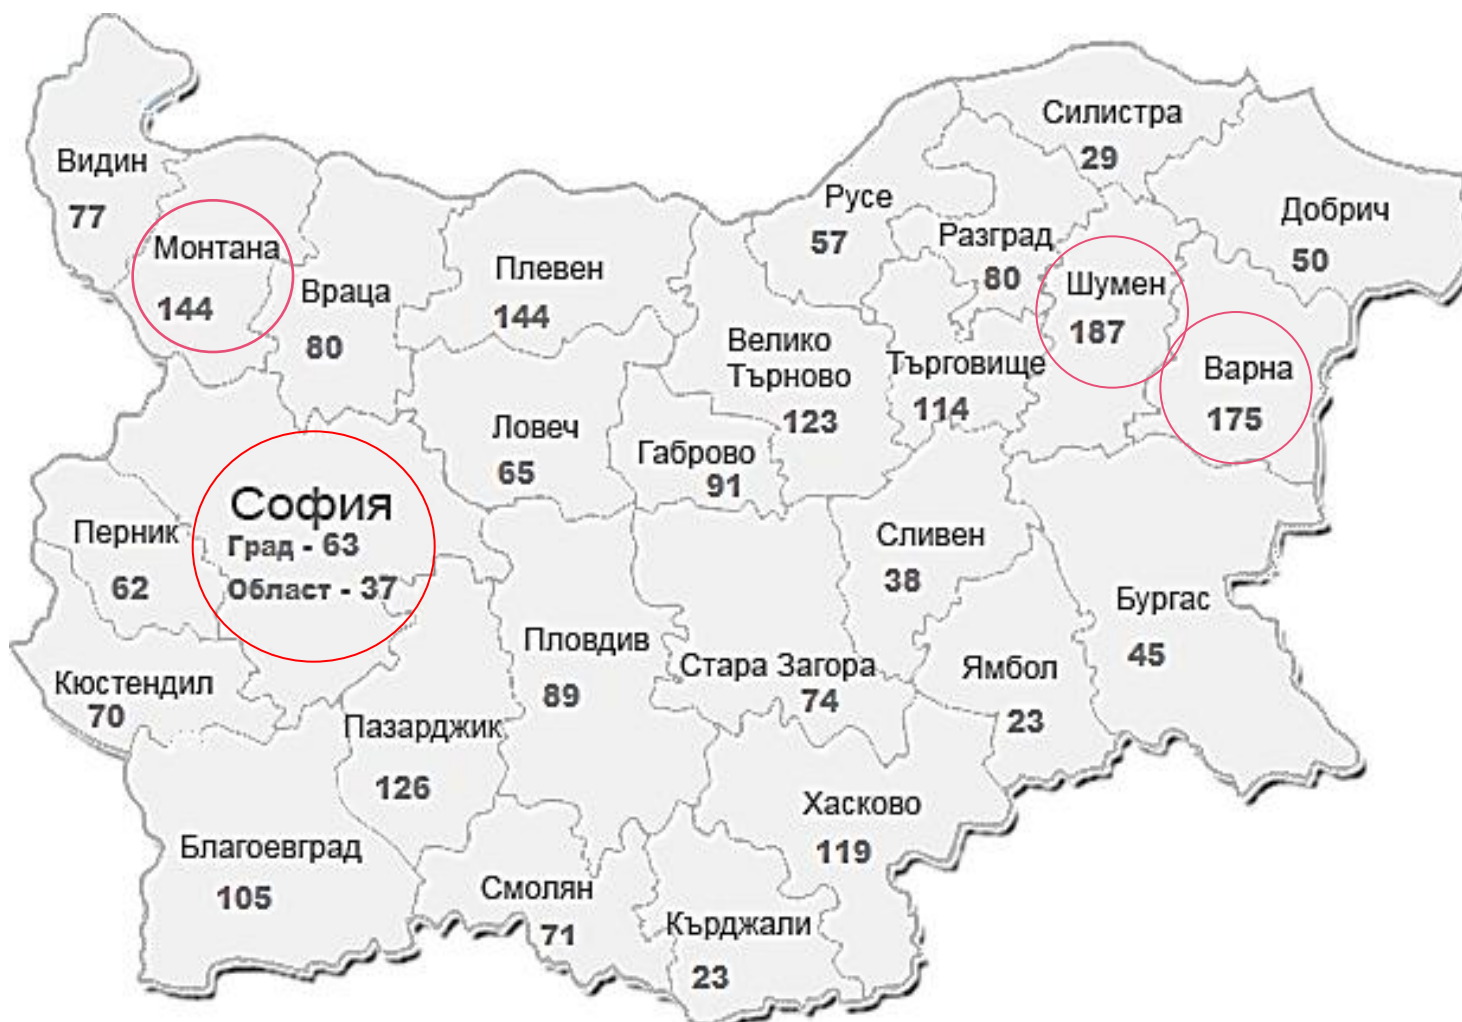 Силистра
29
Видин
77
Русе
57
Добрич
50
Монтана
144
Разград
80
Плевен
144
Враца
80
Шумен
187
Велико
Търново
123
Търговище
114
Варна
175
Ловеч
65
Габрово
91
София
Град - 63
Област - 37
Перник
62
Сливен
38
Бургас
45
Пловдив
89
Стара Загора
74
Ямбол
23
Кюстендил
70
Пазарджик
126
Хасково
119
Благоевград
105
Смолян
71
Кърджали
23